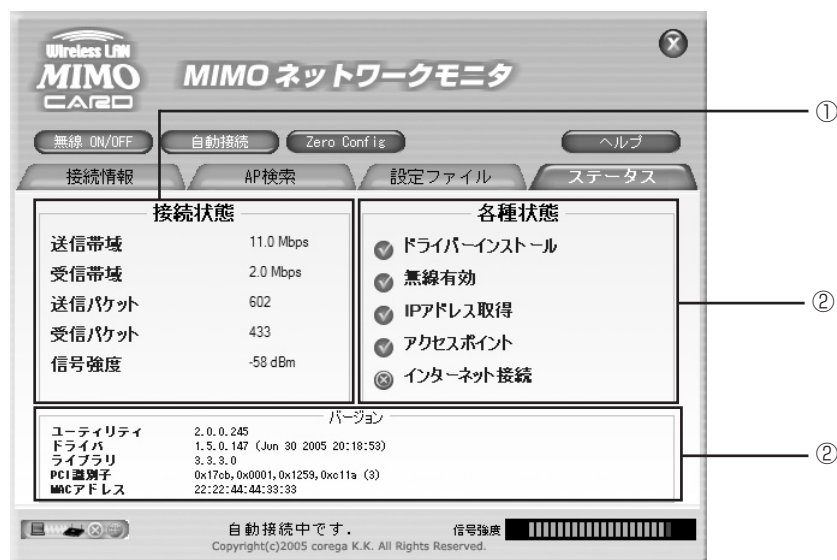 Wireless LAN
MIMO
CARD
MIMO ネットワークモニタ
①
無線 ON/OFF
自動接続
Zero Config
ヘルプ
接続情報
AP検索
設定ファイル
ステータス
接続状態
送信帯域 11.0 Mbps
受信帯域 2.0 Mbps
送信パケット 602
受信パケット 433
信号強度 -58 dBm
各種状態
ドライバーインストール
無線有効
IPアドレス取得
アクセスポイント
インターネット接続
②
バージョン
ユーティリティ 2.0.0.245
ドライバ 1.5.0.147 (Jun 30 2005 20:18:53)
ライブラリ 3.3.3.0
PCI識別子 0x17cb,0x0001,0x1259,0xc11a (3)
MACアドレス 22:22:44:44:33:33
②
自動接続中です.
信号強度
Copyright(c)2005 corega K.K. All Rights Reserved.